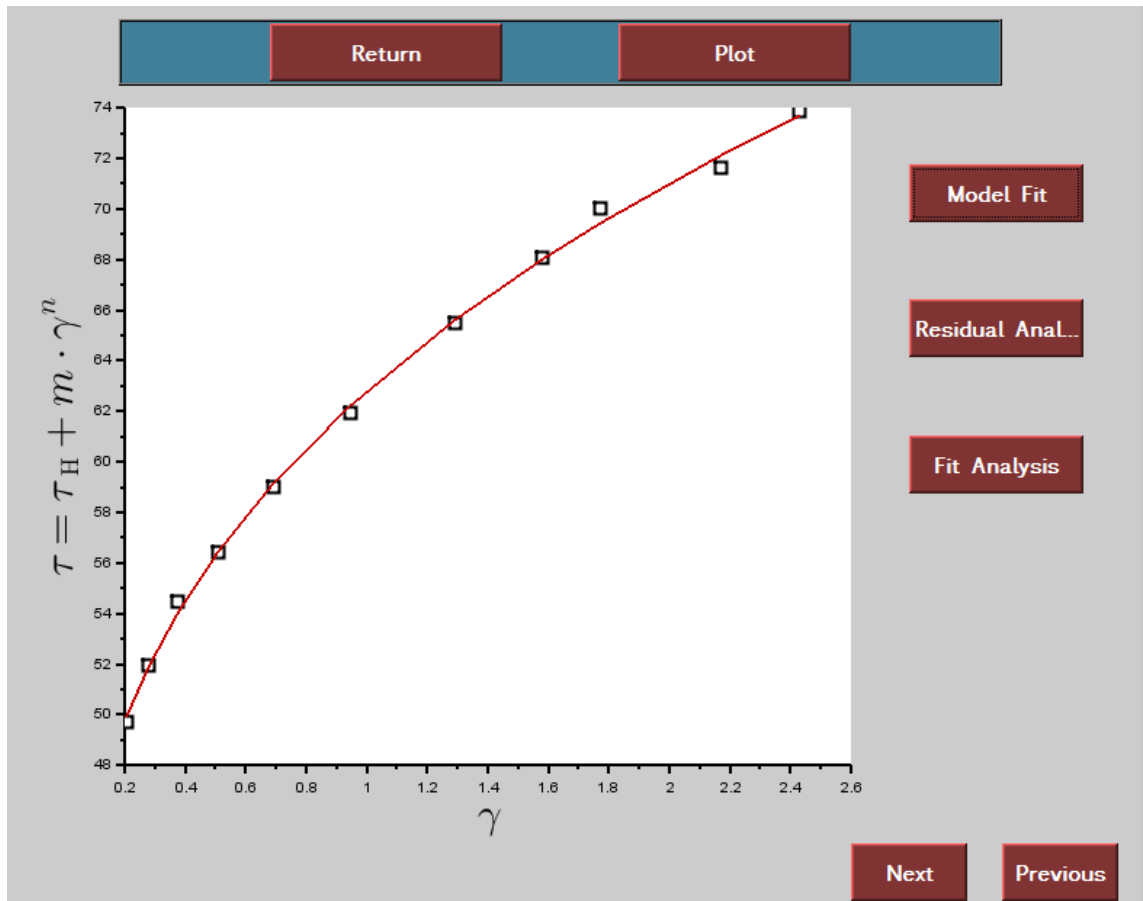 Return Plot
74
72
70
68
66
64
62
60
58
56
54
52
50
48
τ = τ_H + m · γ^n
0.2 0.4 0.6 0.8 1 1.2 1.4 1.6 1.8 2 2.2 2.4 2.6
γ
Model Fit
Residual Anal...
Fit Analysis
Next Previous